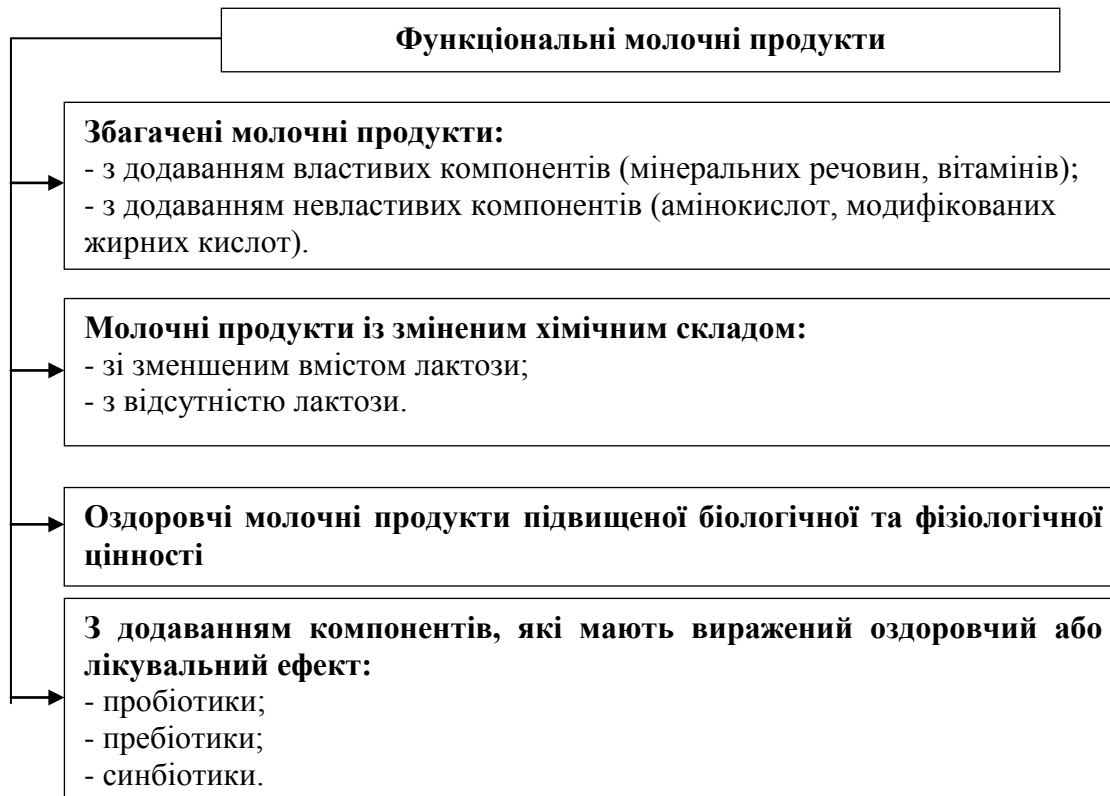 Функціональні молочні продукти
Збагачені молочні продукти:
- з додаванням властивих компонентів (мінеральних речовин, вітамінів);
- з додаванням невластивих компонентів (амінокислот, модифікованих
жирних кислот).
Молочні продукти із зміненим хімічним складом:
- зі зменшеним вмістом лактози;
- з відсутністю лактози.
Оздоровчі молочні продукти підвищеної біологічної та фізіологічної
цінності
З додаванням компонентів, які мають виражений оздоровчий або
лікувальний ефект:
- пробіотики;
- пребіотики;
- синбіотики.